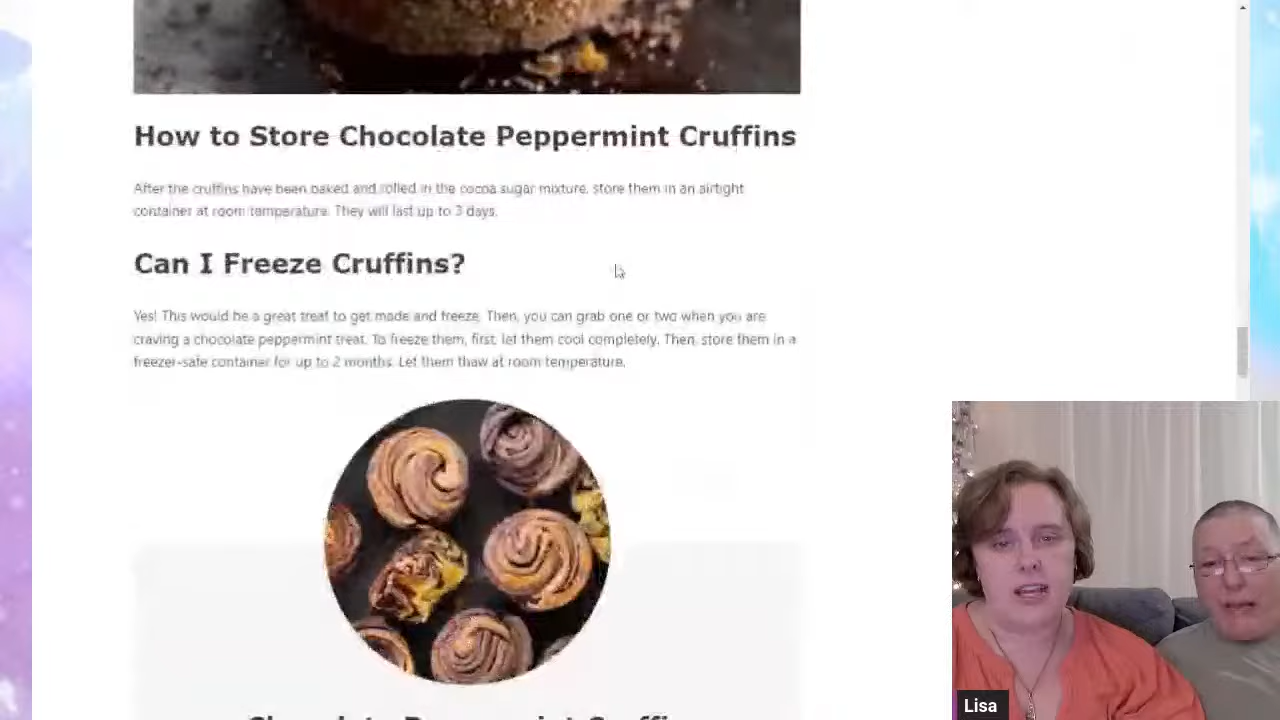 How to Store Chocolate Peppermint Cruffins
After the cruffins have been baked and rolled in the cocoa sugar mixture, store them in an airtight
container at room temperature. They will last up to 3 days.
Can I Freeze Cruffins?
Yes! This would be a great treat to get made and freeze. Then, you can grab one or two when you are
craving a chocolate peppermint treat. To freeze them, first, let them cool completely. Then, store them in a
freezer-safe container for up to 2 months. Let them thaw at room temperature.
Chocolate Peppermint Cruffins
Lisa